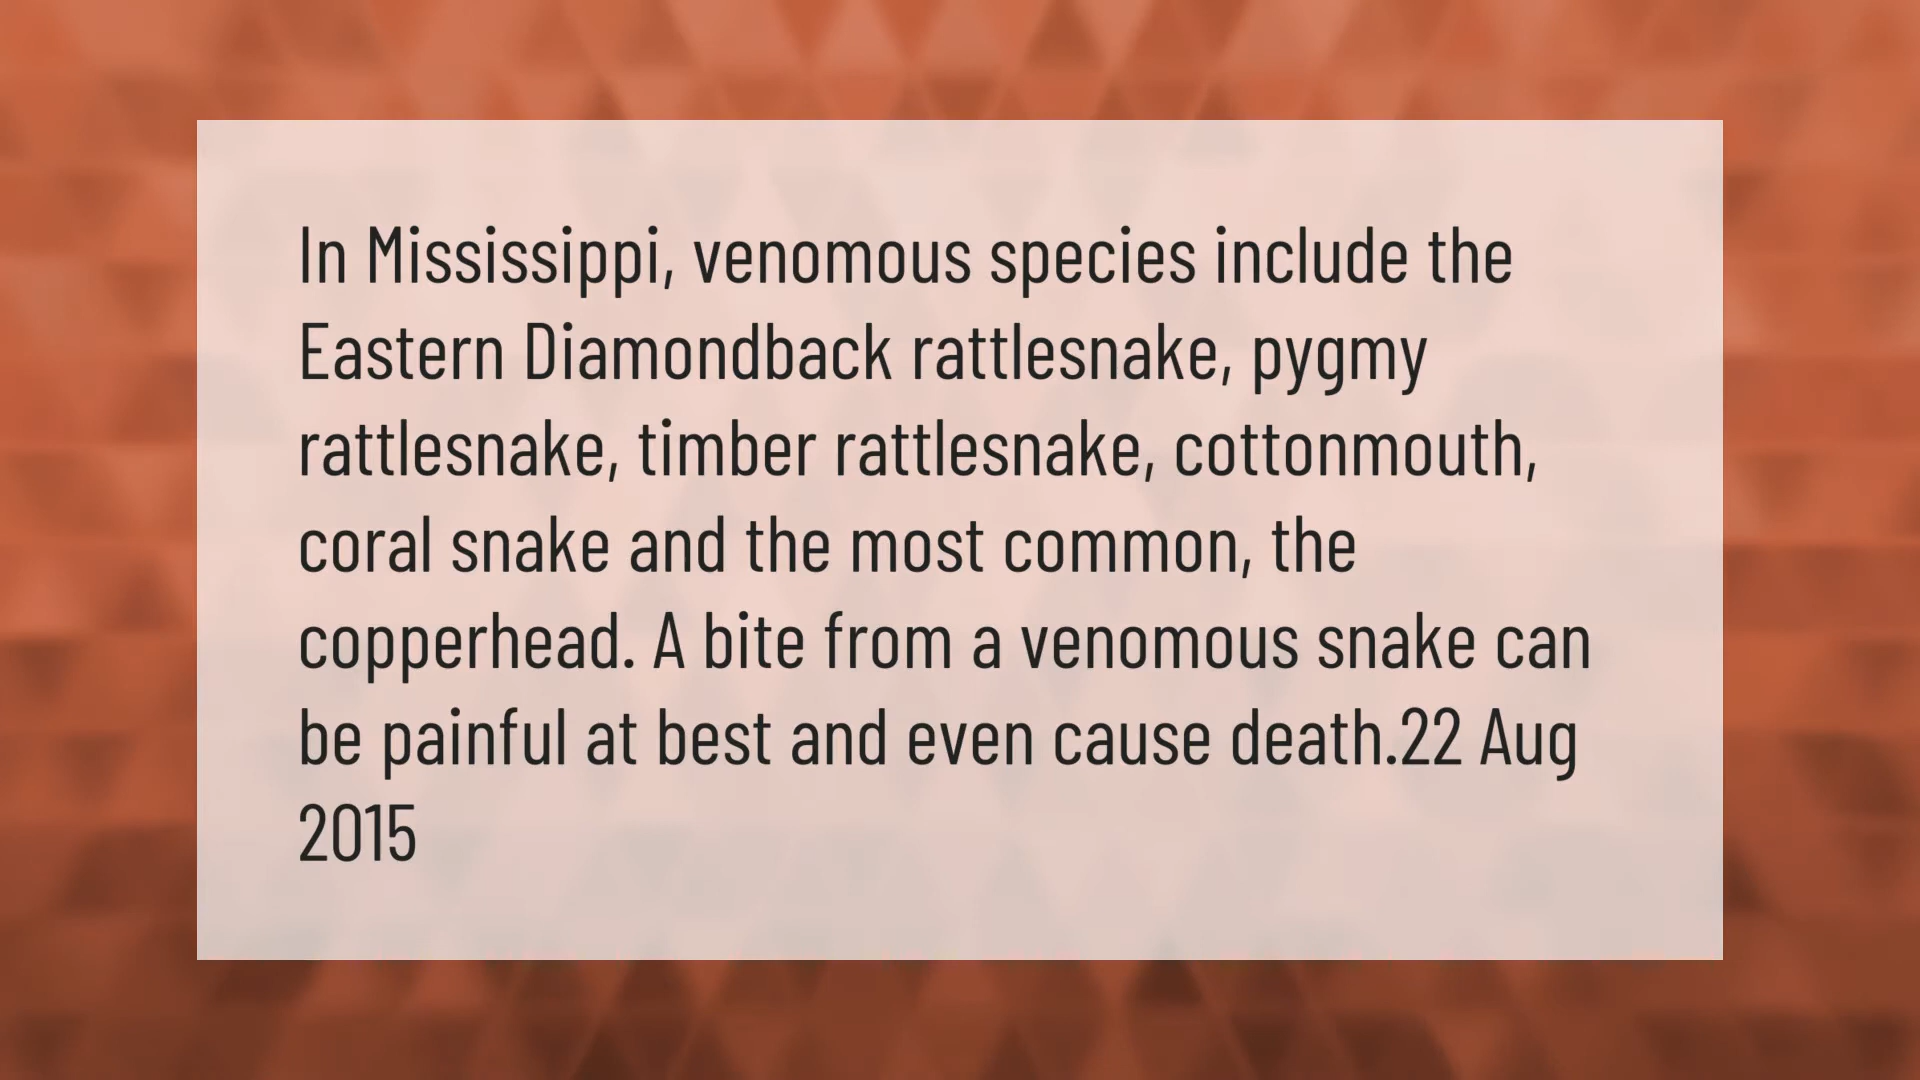 In Mississippi, venomous species include the
Eastern Diamondback rattlesnake, pygmy
rattlesnake, timber rattlesnake, cottonmouth,
coral snake and the most common, the
copperhead. A bite from a venomous snake can
be painful at best and even cause death.22 Aug
2015